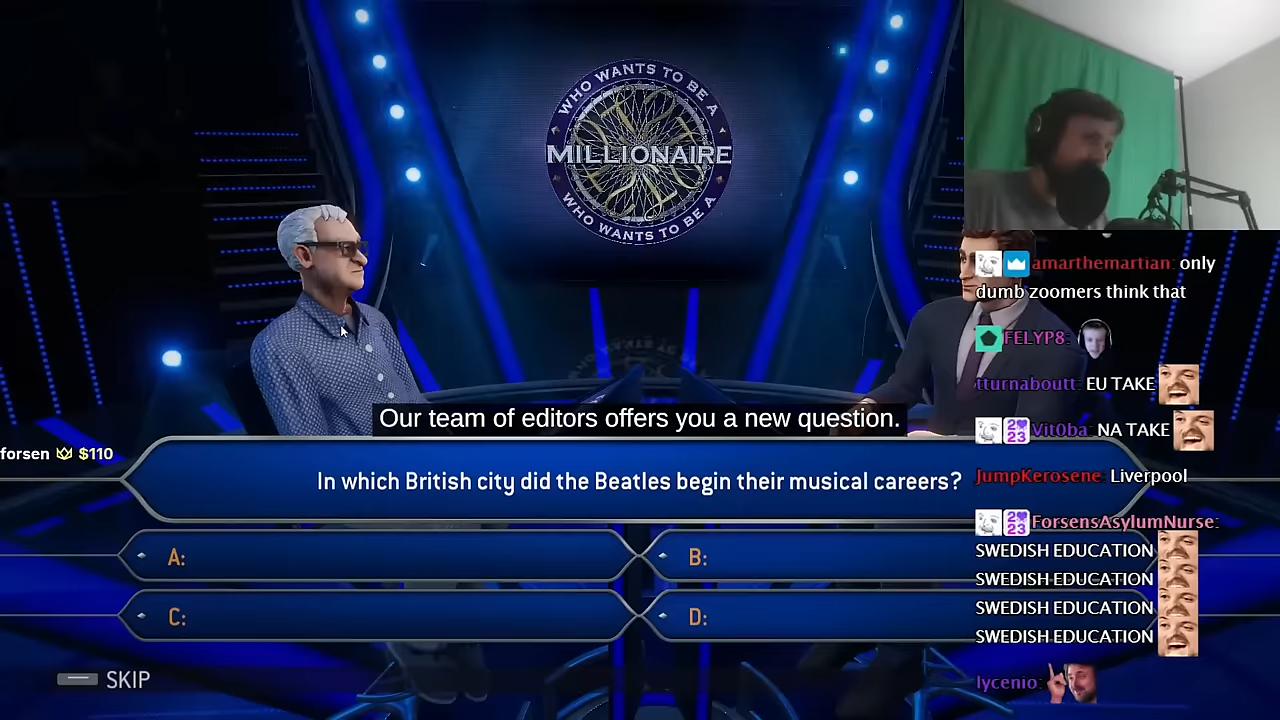 WHO WANTS TO BE A
MILLIONAIRE
WHO WANTS TO BE A
amarthemartian: only
dumb zoomers think that
FELYP8:
tturnaboutt: EU TAKE
Vit0ba: NA TAKE
Our team of editors offers you a new question.
forsen $110
In which British city did the Beatles begin their musical careers?
JumpKerosene: Liverpool
2023 ForsensAsylumNurse:
SWEDISH EDUCATION
SWEDISH EDUCATION
SWEDISH EDUCATION
SWEDISH EDUCATION
A:
B:
C:
D:
SKIP
lycenio: